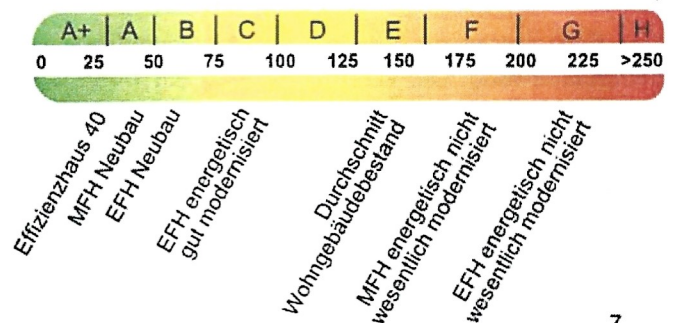 A+ A B C D E F G H
0 25 50 75 100 125 150 175 200 225 >250
Effizienzhaus 40
MFH Neubau
EFH Neubau
EFH energetisch
gut modernisiert
Durchschnitt
Wohngebäudebestand
MFH energetisch nicht
wesentlich modernisiert
EFH energetisch nicht
wesentlich modernisiert
7